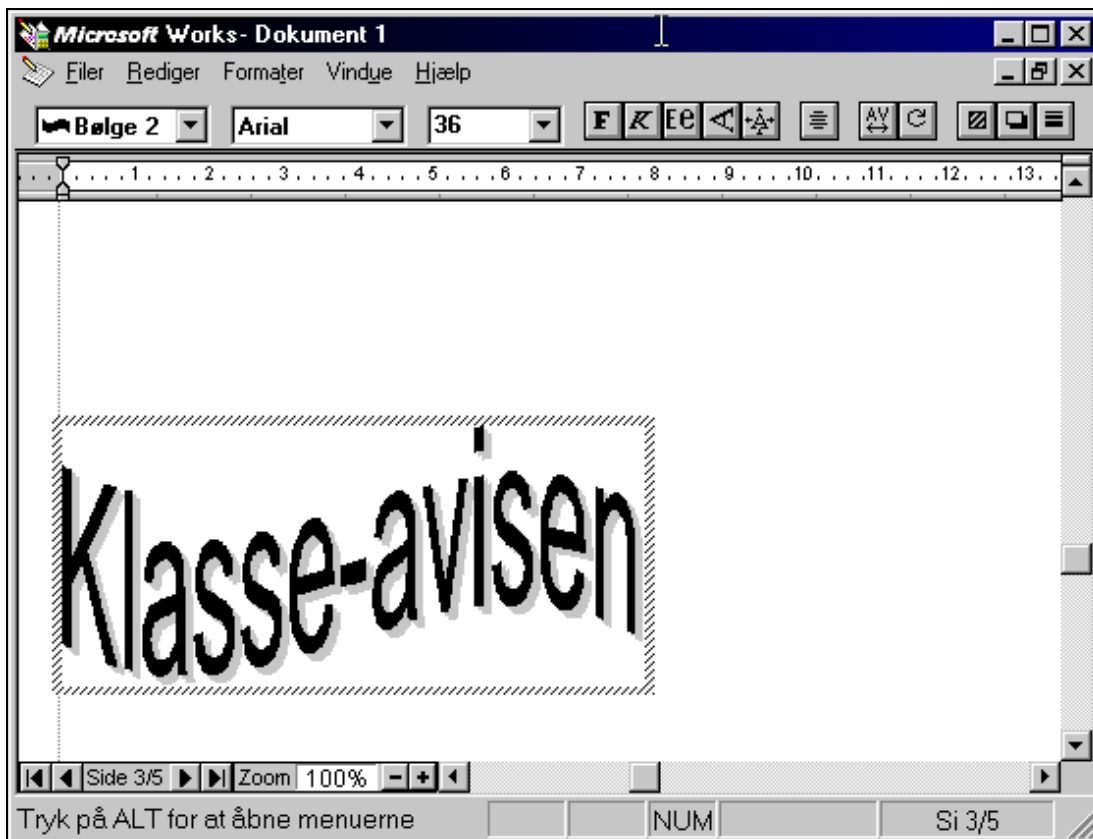 Microsoft Works- Dokument 1
Filer Rediger Formater Vindue Hjælp
Bølge 2 Arial 36 F K Ee A A AV
1 2 3 4 5 6 7 8 9 10 11 12 13
Klasse-avisen
Side 3/5 Zoom 100%
Tryk på ALT for at åbne menuerne NUM Si 3/5